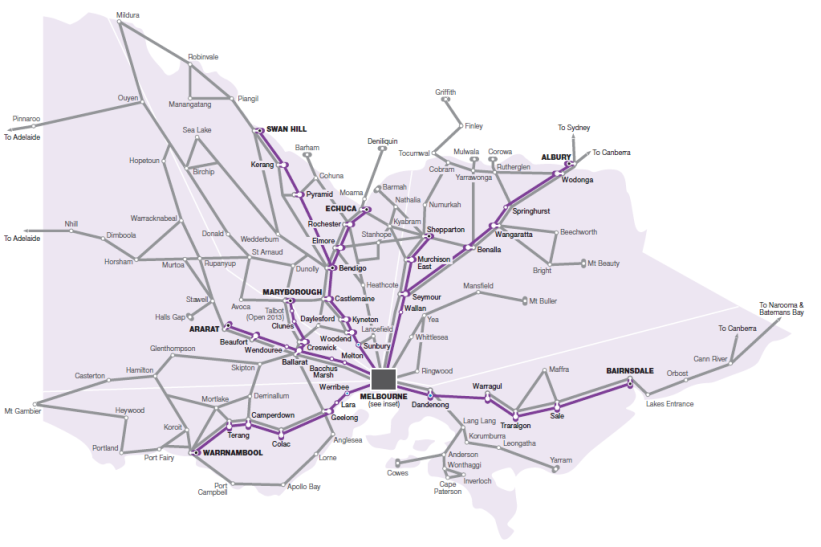 Mildura
Robinvale
Ouyen
Manangatang
Piangil
Griffith
Pinnaroo
To Adelaide
Sea Lake
SWAN HILL
Finley
Deniliquin
To Sydney
Barham
Hopetoun
Birchip
Kerang
Tocumwal
Mulwala
Corowa
ALBURY
To Canberra
Cohuna
Cobram
Rutherglen
Yarrawonga
Wodonga
Pyramid
Moama
Barmah
Nathalia
Numurkah
Springhurst
ECHUCA
Warracknabeal
Rochester
Kyabram
Nhill
Dimboola
Donald
Wedderburn
Elmore
Stanhope
Shepparton
Wangaratta
Beechworth
To Adelaide
Benalla
Horsham
Murtoa
Rupanyup
St Arnaud
Dunolly
Bendigo
Murchison
East
Bright
Mt Beauty
Heathcote
Mansfield
MARYBOROUGH
Stawell
Avoca
Talbot
(Open 2013)
Castlemaine
Seymour
Mt Buller
Halls Gap
Clunes
Daylesford
Kyneton
Wallan
Yea
To Narooma &
Batemans Bay
ARARAT
Lancefield
To Canberra
Beaufort
Woodend
Whittlesea
Wendouree
Creswick
Sunbury
Glenthompson
Ballarat
Melton
Cann River
Bacchus
Marsh
Ringwood
Maffra
BAIRNSDALE
Orbost
Casterton
Hamilton
Skipton
Werribee
Warragul
Mt Gambier
Mortlake
Derrinallum
Lara
MELBOURNE
(see inset)
Dandenong
Lakes Entrance
Heywood
Camperdown
Geelong
Sale
Traralgon
Koroit
Terang
Colac
Anglesea
Lang Lang
Korumburra
Leongatha
Portland
Port Fairy
WARRNAMBOOL
Lorne
Anderson
Yarram
Cowes
Wonthaggi
Inverloch
Cape
Paterson
Port
Campbell
Apollo Bay